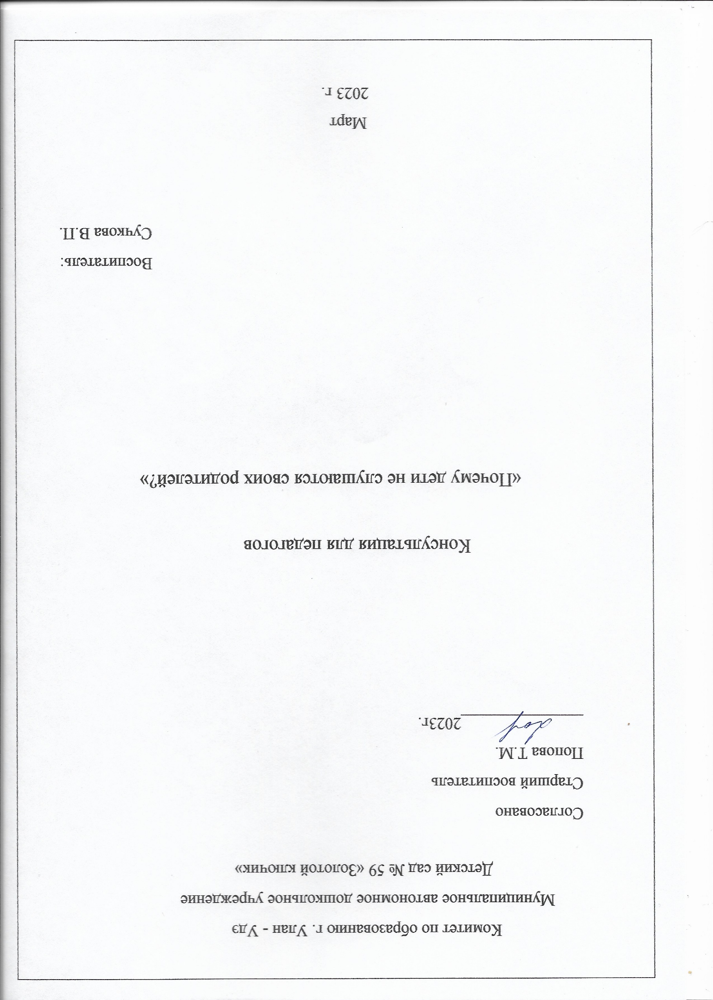 Комитет по образованию г. Улан - Удэ
Муниципальное автономное дошкольное учреждение
Детский сад № 59 «Золотой ключик»
Согласовано
Старший воспитатель
Попова Т.М.
2023г.
Консультация для педагогов
«Почему дети не слушаются своих родителей?»
Воспитатель:
Сучкова В.П.
Март
2023 г.